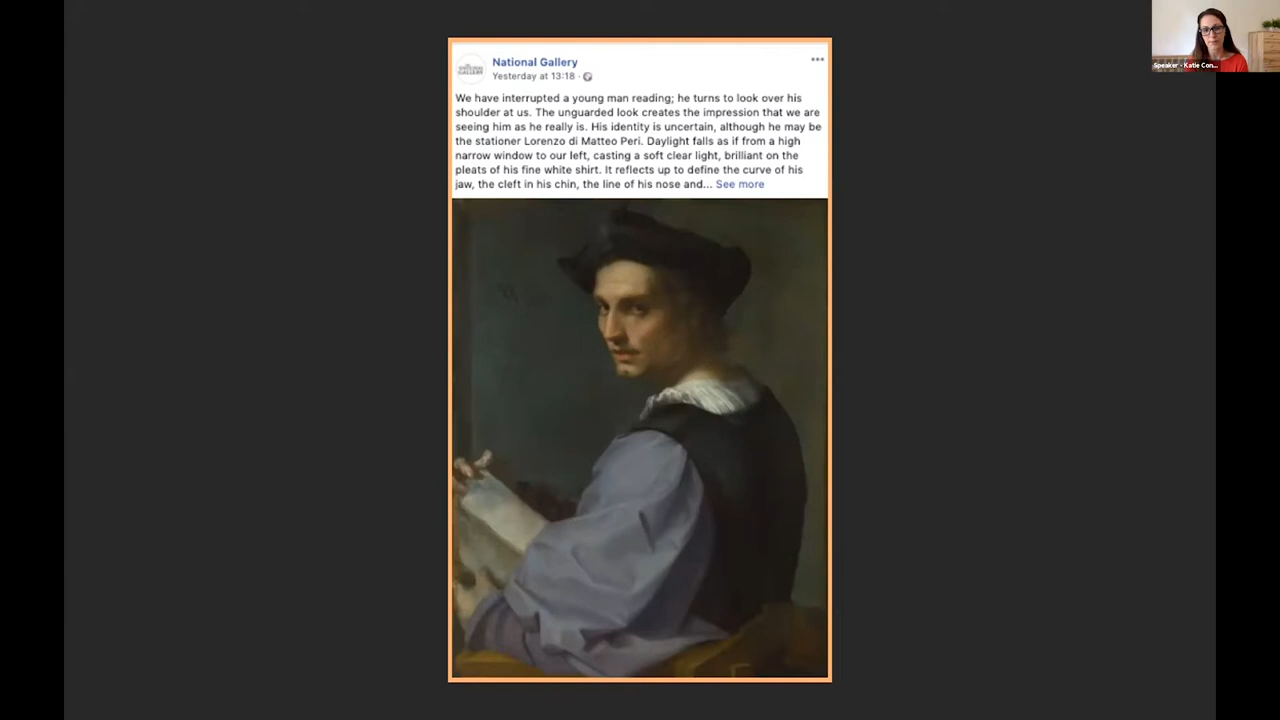 National Gallery
Yesterday at 13:18 ·
We have interrupted a young man reading; he turns to look over his
shoulder at us. The unguarded look creates the impression that we are
seeing him as he really is. His identity is uncertain, although he may be
the stationer Lorenzo di Matteo Peri. Daylight falls as if from a high
narrow window to our left, casting a soft clear light, brilliant on the
pleats of his fine white shirt. It reflects up to define the curve of his
jaw, the cleft in his chin, the line of his nose and... See more
Speaker - Katie Con...